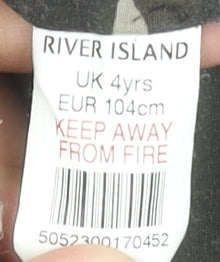 RIVER ISLAND
UK 4yrs
EUR 104cm
KEEP AWAY
FROM FIRE
5052300170452